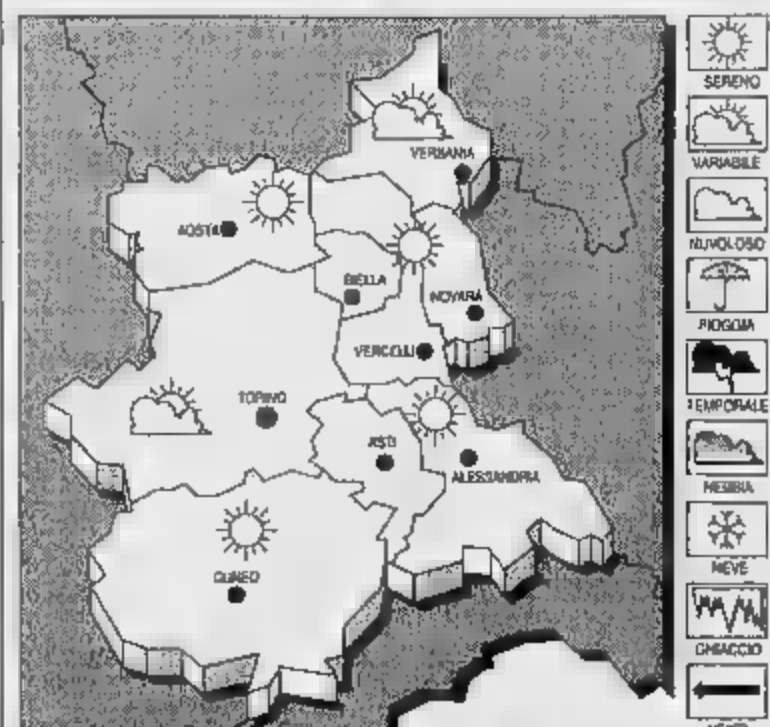 SERENO
VARIABILE
NUVOLOSO
PIOGGIA
TEMPORALE
NEBBIA
NEVE
GHIACCIO
VERBANIA
AOSTA
BIELLA
NOVARA
VERCELLI
TORINO
ASTI
ALESSANDRIA
CUNEO